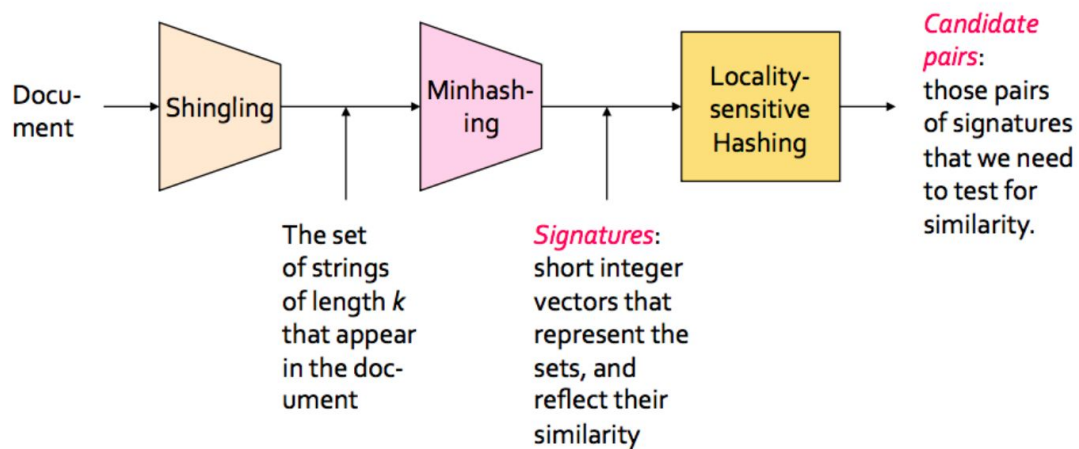 Docu-
ment
Shingling
The set
of strings
of length k
that appear
in the doc-
ument
Minhash-
ing
Signatures:
short integer
vectors that
represent the
sets, and
reflect their
similarity
Locality-
sensitive
Hashing
Candidate
pairs:
those pairs
of signatures
that we need
to test for
similarity.